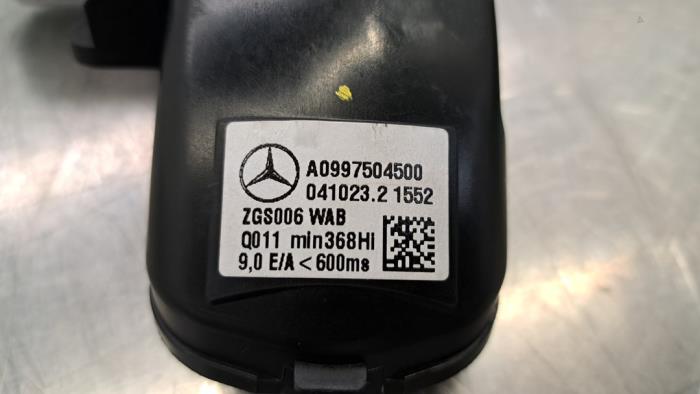 A0997504500
041023.2 1552
ZGS006 WAB
Q011 min368Hi
9,0 E/A < 600ms